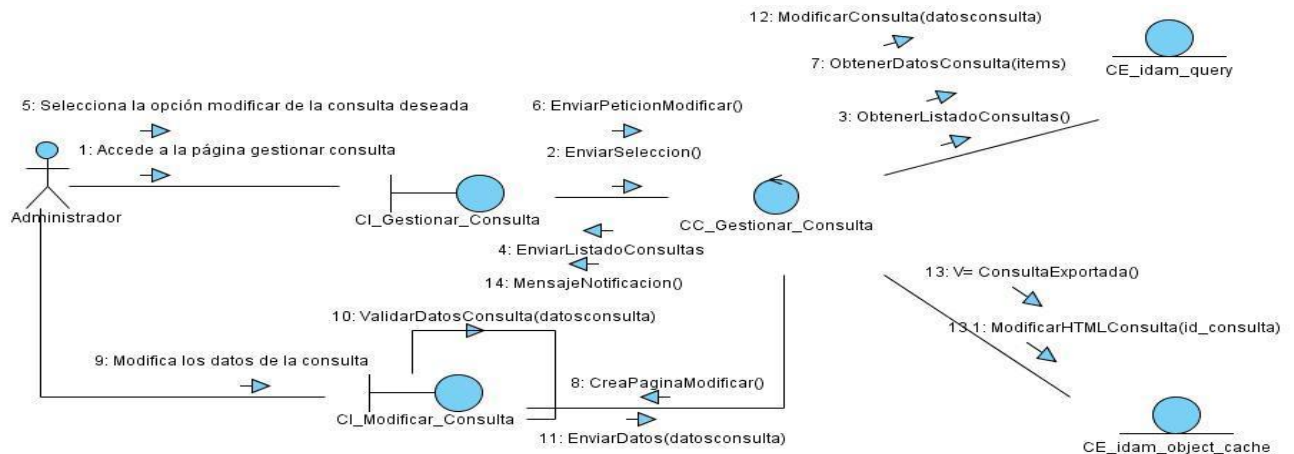 12: ModificarConsulta(datosconsulta)
7: ObtenerDatosConsulta(items)
CE_idam_query
5: Selecciona la opción modificar de la consulta deseada
6: EnviarPeticionModificar()
3: ObtenerListadoConsultas()
1: Accede a la página gestionar consulta
2: EnviarSeleccion()
Administrador
CI_Gestionar_Consulta
CC_Gestionar_Consulta
4: EnviarListadoConsultas
14: MensajeNotificacion()
13: V= ConsultaExportada()
10: ValidarDatosConsulta(datosconsulta)
13.1: ModificarHTMLConsulta(id_consulta)
9: Modifica los datos de la consulta
8: CreaPaginaModificar()
CI_Modificar_Consulta
11: EnviarDatos(datosconsulta)
CE_idam_object_cache